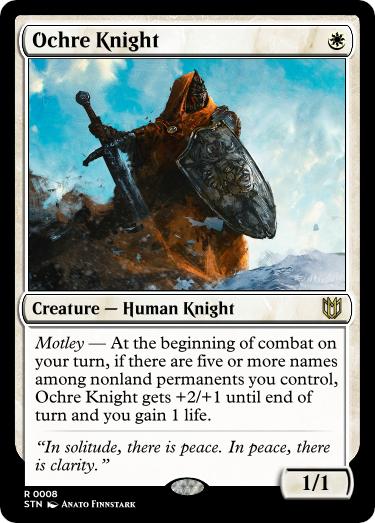 Ochre Knight
Creature — Human Knight
Motley — At the beginning of combat on
your turn, if there are five or more names
among nonland permanents you control,
Ochre Knight gets +2/+1 until end of
turn and you gain 1 life.
“In solitude, there is peace. In peace, there
is clarity.”
1/1
R 0008
STN Anato Finnstark